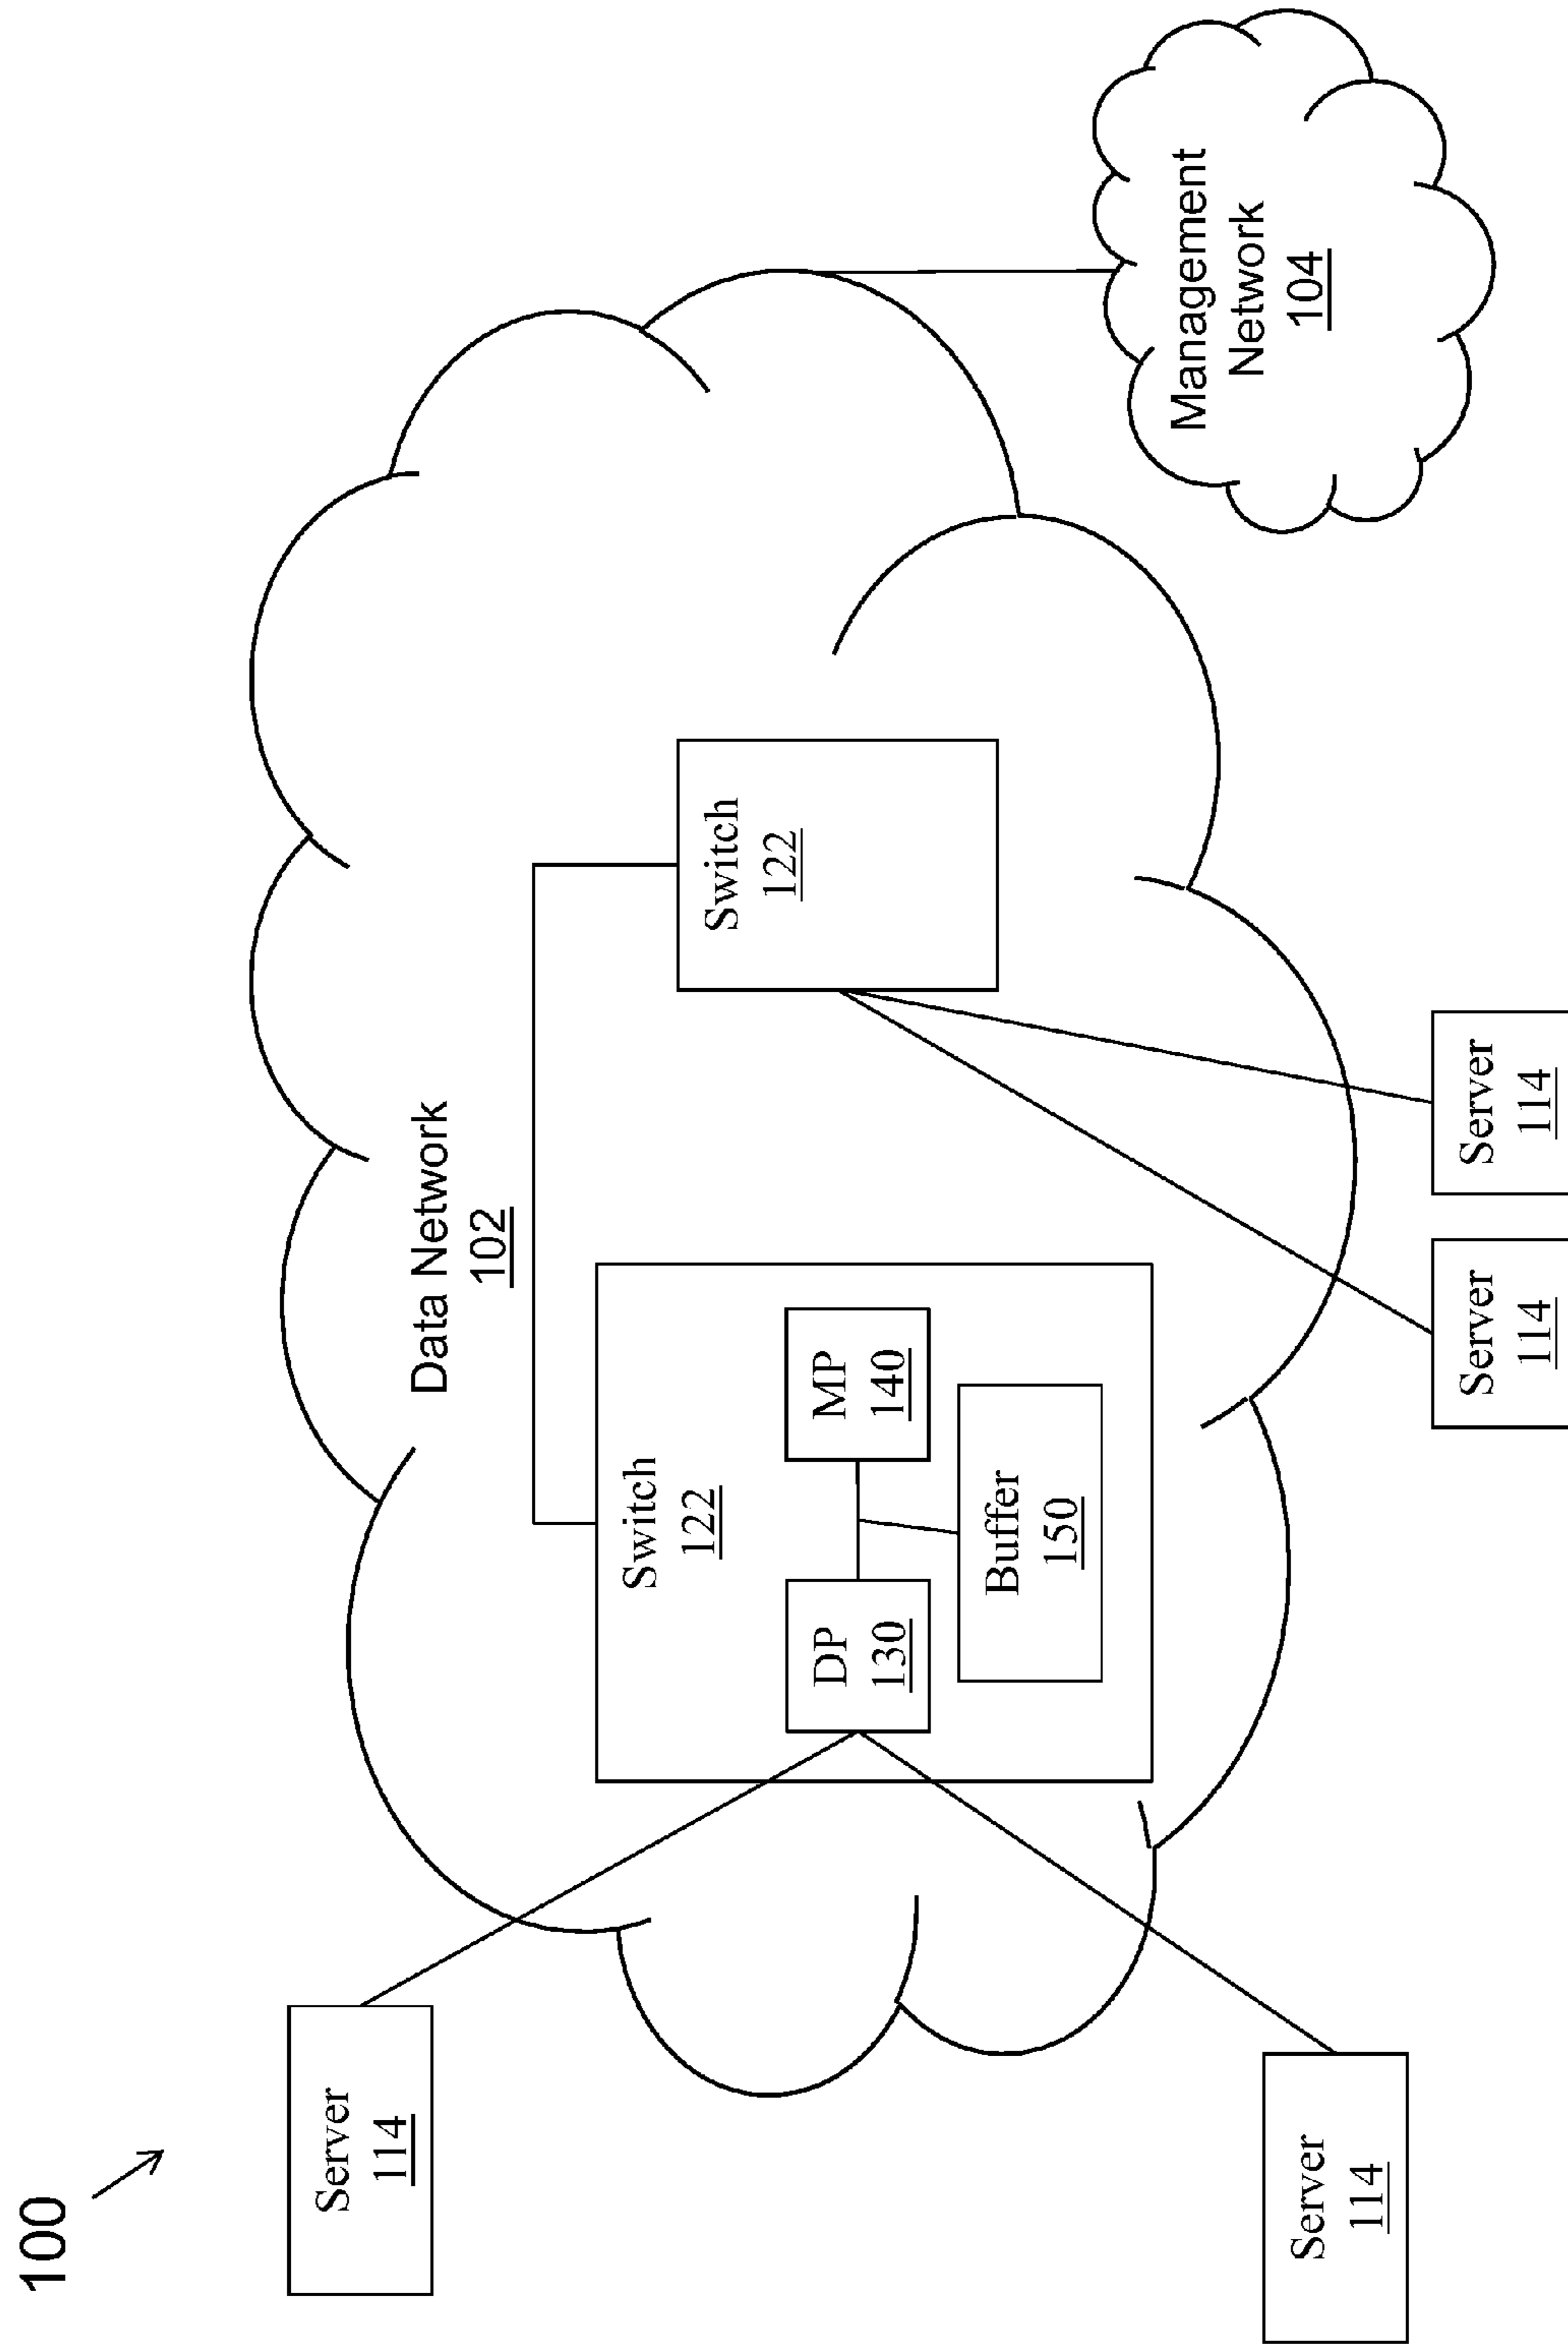 100
Data Network
102
Management
Network
104
Switch
122
DP
130
MP
140
Buffer
150
Switch
122
Server
114
Server
114
Server
114
Server
114